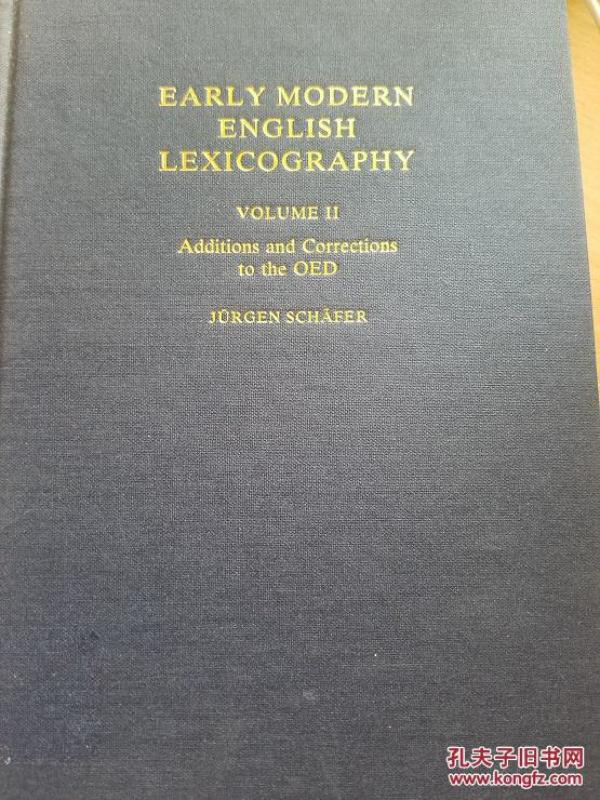 EARLY MODERN
ENGLISH
LEXICOGRAPHY
VOLUME II
Additions and Corrections
to the OED
JÜRGEN SCHÄFER
孔夫子旧书网
www.kongfz.com